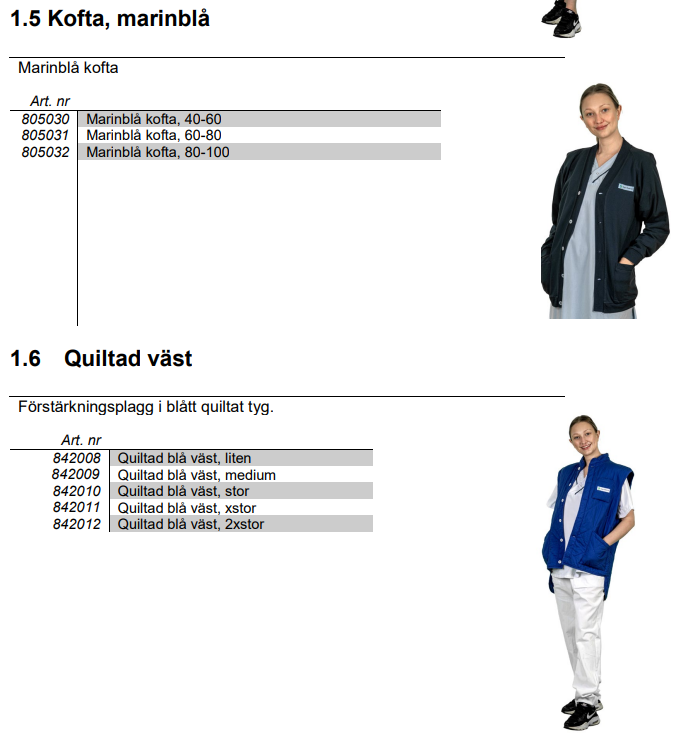 1.5 Kofta, marinblå
Marinblå kofta
Art. nr
805030 Marinblå kofta, 40-60
805031 Marinblå kofta, 60-80
805032 Marinblå kofta, 80-100
1.6 Quiltad väst
Förstärkningsplagg i blått quiltat tyg.
Art. nr
842008 Quiltad blå väst, liten
842009 Quiltad blå väst, medium
842010 Quiltad blå väst, stor
842011 Quiltad blå väst, xstor
842012 Quiltad blå väst, 2xstor